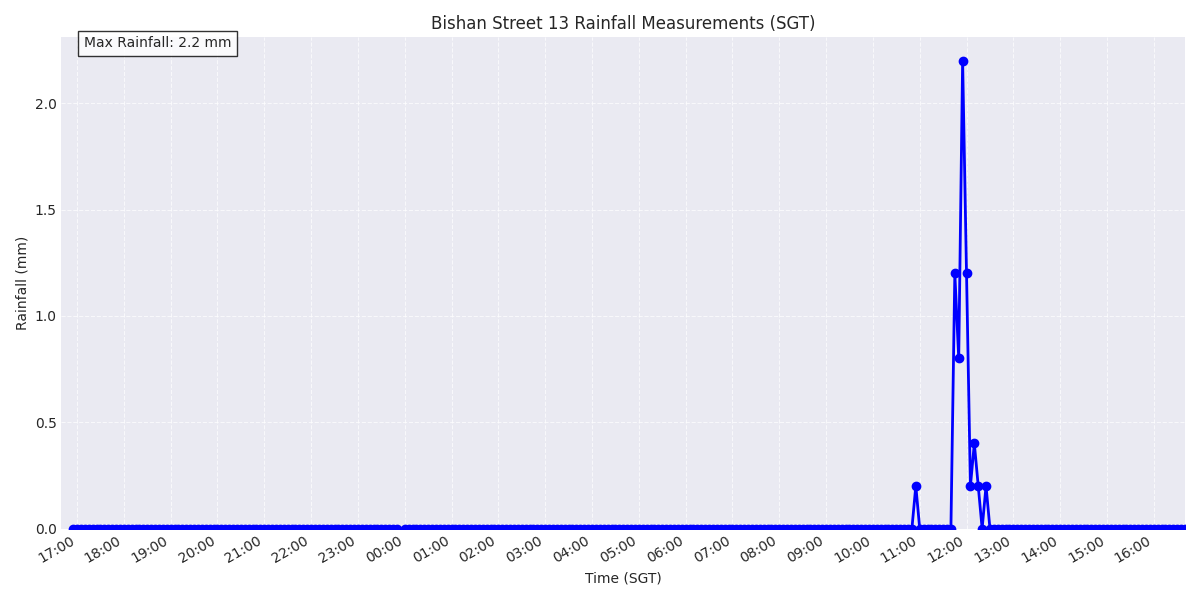 Bishan Street 13 Rainfall Measurements (SGT)
Max Rainfall: 2.2 mm
Rainfall (mm)
2.0
1.5
1.0
0.5
0.0
17:00 18:00 19:00 20:00 21:00 22:00 23:00 00:00 01:00 02:00 03:00 04:00 05:00 06:00 07:00 08:00 09:00 10:00 11:00 12:00 13:00 14:00 15:00 16:00
Time (SGT)